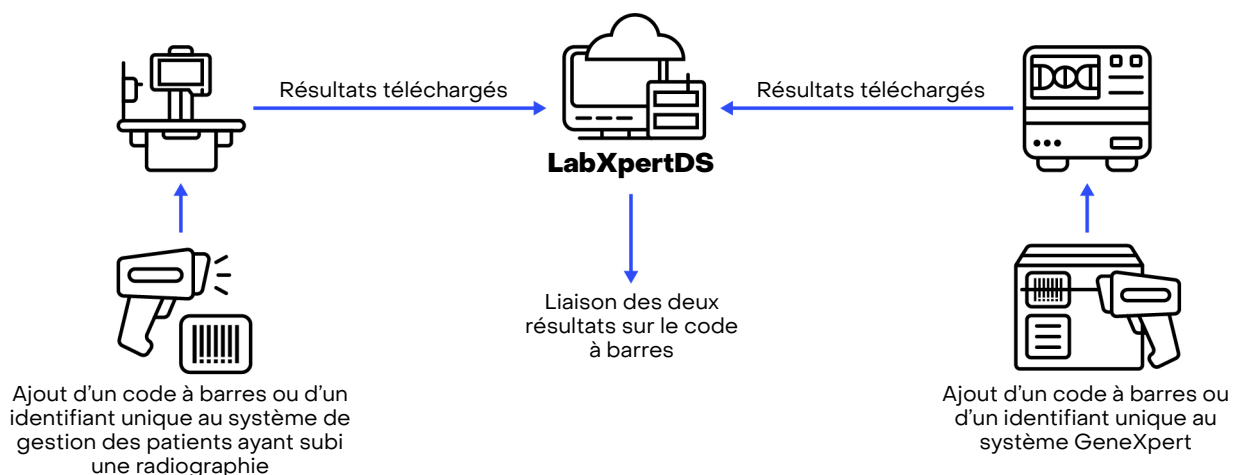 Résultats téléchargés
Résultats téléchargés
LabXpertDS
Liaison des deux
résultats sur le code
à barres
Ajout d’un code à barres ou d’un
identifiant unique au système de
gestion des patients ayant subi
une radiographie
Ajout d’un code à barres ou
d’un identifiant unique au
système GeneXpert